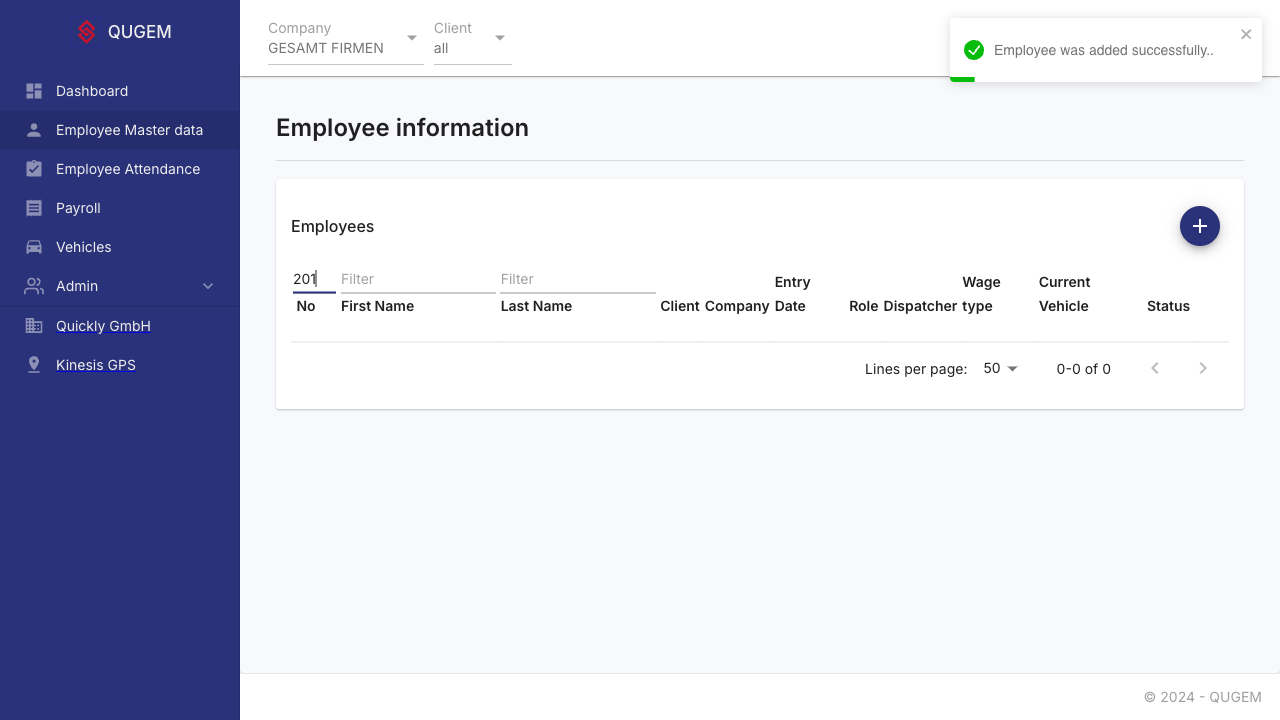 QUGEM
Dashboard
Employee Master data
Employee Attendance
Payroll
Vehicles
Admin
Quickly GmbH
Kinesis GPS
Company
GESAMT FIRMEN
Client
all
Employee was added successfully..
Employee information
Employees
201 Filter Filter
No First Name Last Name Client Company Entry Date Role Dispatcher Wage type Current Vehicle Status
Lines per page: 50 0-0 of 0
© 2024 - QUGEM